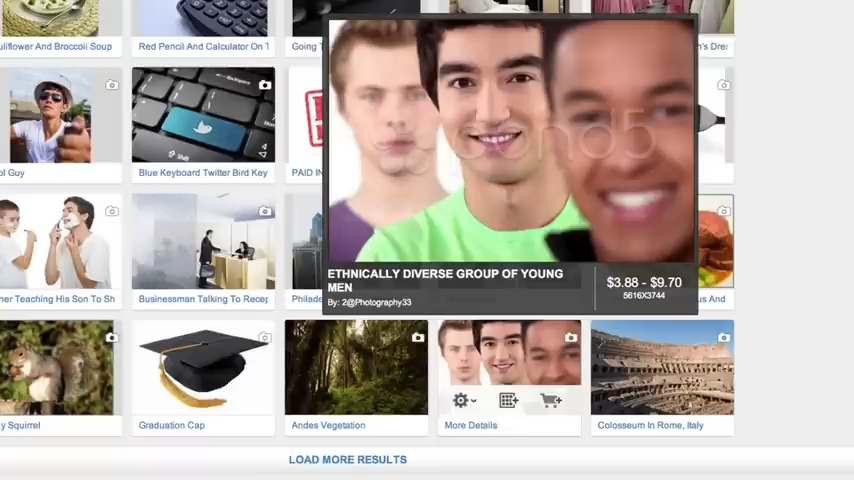 uliflower And Broccoli Soup
Red Pencil And Calculator On T
Going T
n's Dres
Backspace
Shift
PAID IN
ol Guy
Blue Keyboard Twitter Bird Key
pond5
ETHNICALLY DIVERSE GROUP OF YOUNG
MEN
By: 2@Photography33
$3.88 - $9.70
5616X3744
her Teaching His Son To Sh
Businessman Talking To Recep
Philade
us And
y Squirrel
Graduation Cap
Andes Vegetation
More Details
Colosseum In Rome, Italy
LOAD MORE RESULTS